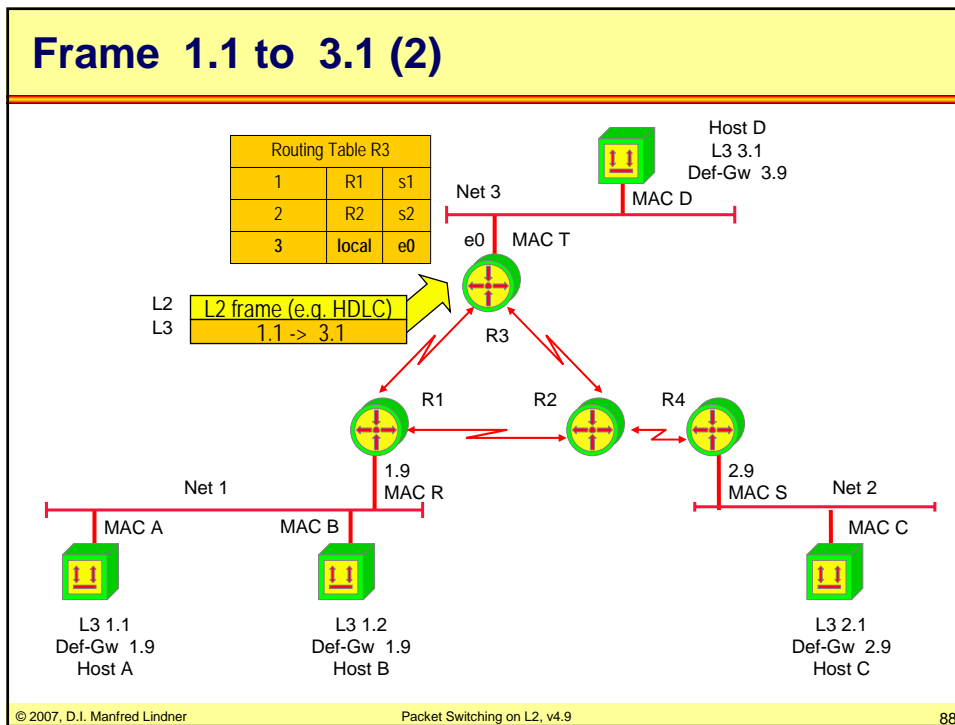 Frame 1.1 to 3.1 (2)
Routing Table R3
1 R1 s1
2 R2 s2
3 local e0
Host D
L3 3.1
Def-Gw 3.9
Net 3
MAC D
e0 MAC T
L2 L2 frame (e.g. HDLC)
L3 1.1 -> 3.1
R3
R1 R2 R4
1.9
MAC R
2.9
MAC S
Net 1
Net 2
MAC A MAC B MAC C
L3 1.1
Def-Gw 1.9
Host A
L3 1.2
Def-Gw 1.9
Host B
L3 2.1
Def-Gw 2.9
Host C
© 2007, D.I. Manfred Lindner Packet Switching on L2, v4.9 88